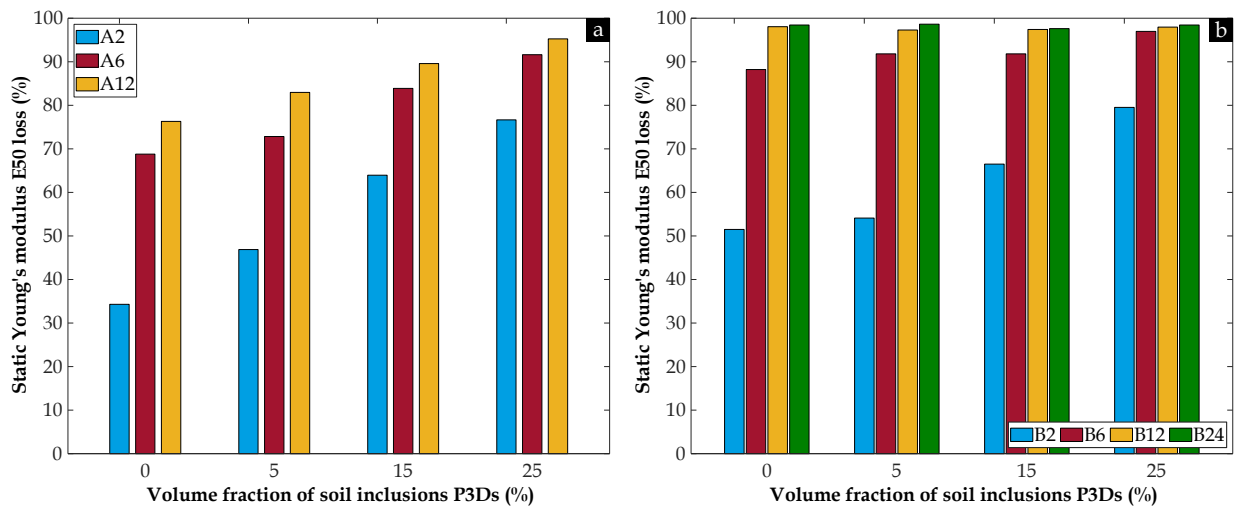 a
Static Young's modulus E50 loss (%)
100
90
80
70
60
50
40
30
20
10
0
A2
A6
A12
0 5 15 25
Volume fraction of soil inclusions P3Ds (%)
b
Static Young's modulus E50 loss (%)
100
90
80
70
60
50
40
30
20
10
0
B2 B6 B12 B24
0 5 15 25
Volume fraction of soil inclusions P3Ds (%)